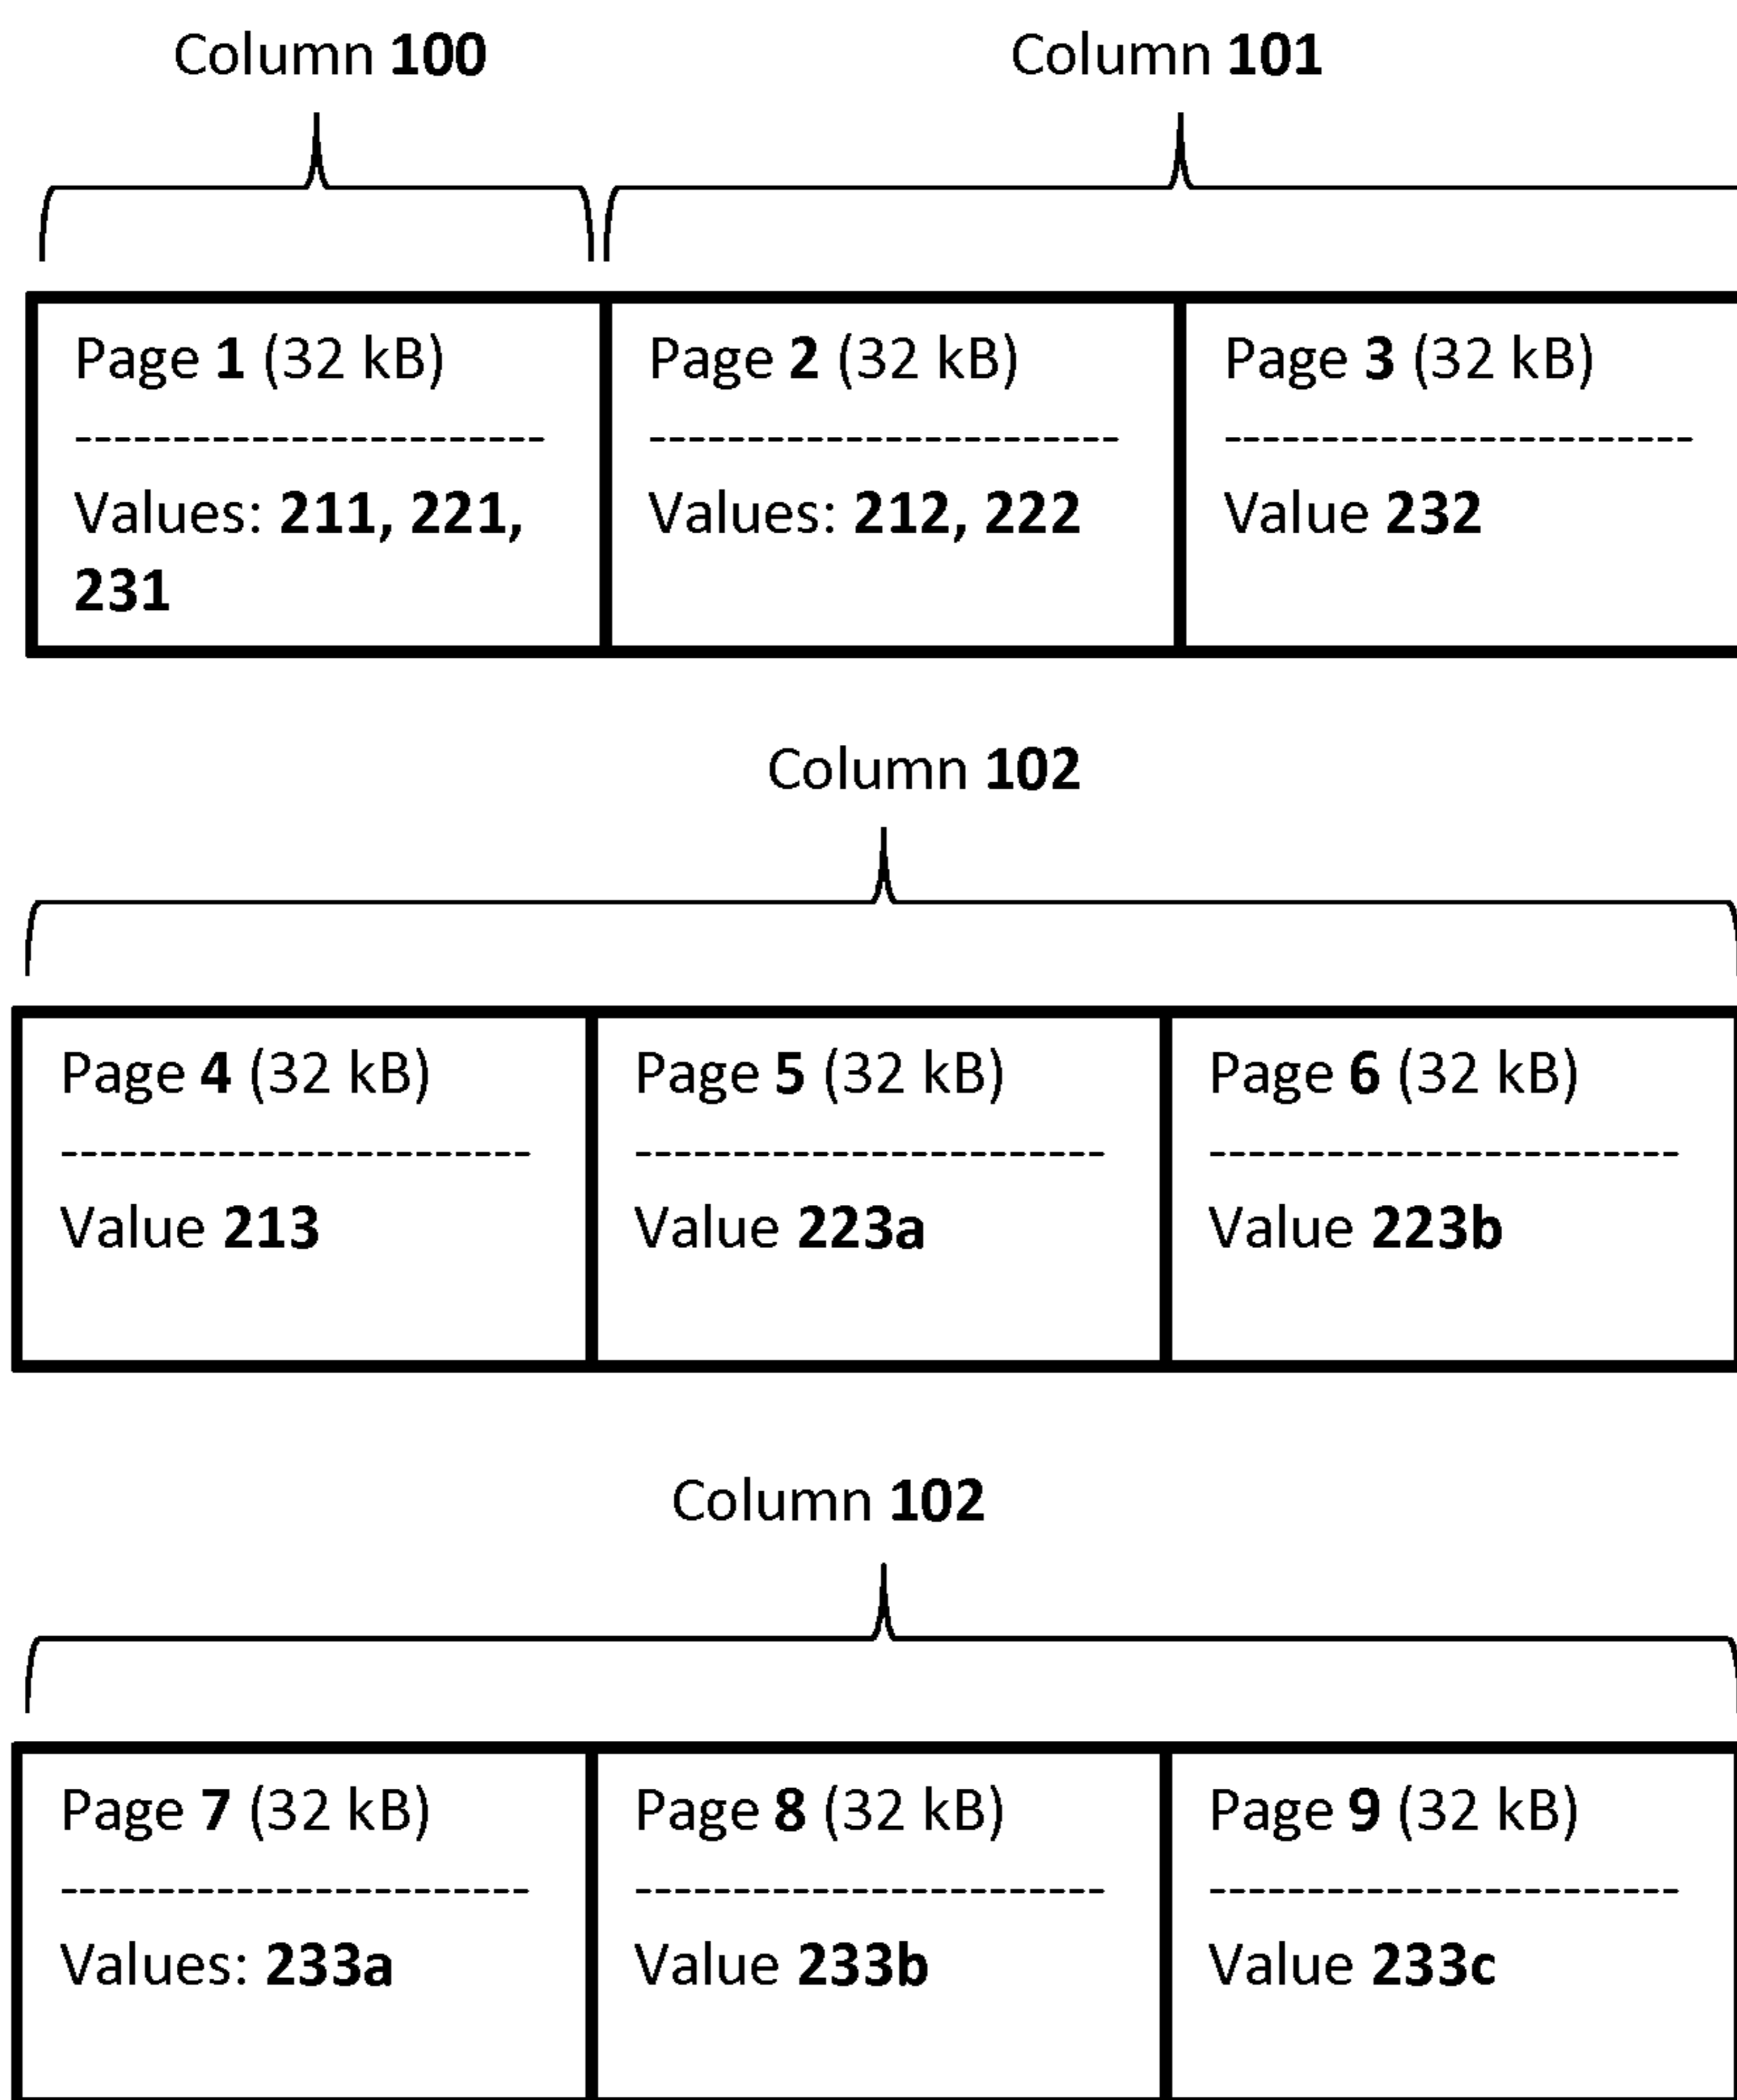 Column 100
Column 101
Page 1 (32 kB)
--------------------------
Values: 211, 221,
231
Page 2 (32 kB)
--------------------------
Values: 212, 222
Page 3 (32 kB)
--------------------------
Value 232
Column 102
Page 4 (32 kB)
--------------------------
Value 213
Page 5 (32 kB)
--------------------------
Value 223a
Page 6 (32 kB)
--------------------------
Value 223b
Column 102
Page 7 (32 kB)
--------------------------
Values: 233a
Page 8 (32 kB)
--------------------------
Value 233b
Page 9 (32 kB)
--------------------------
Value 233c